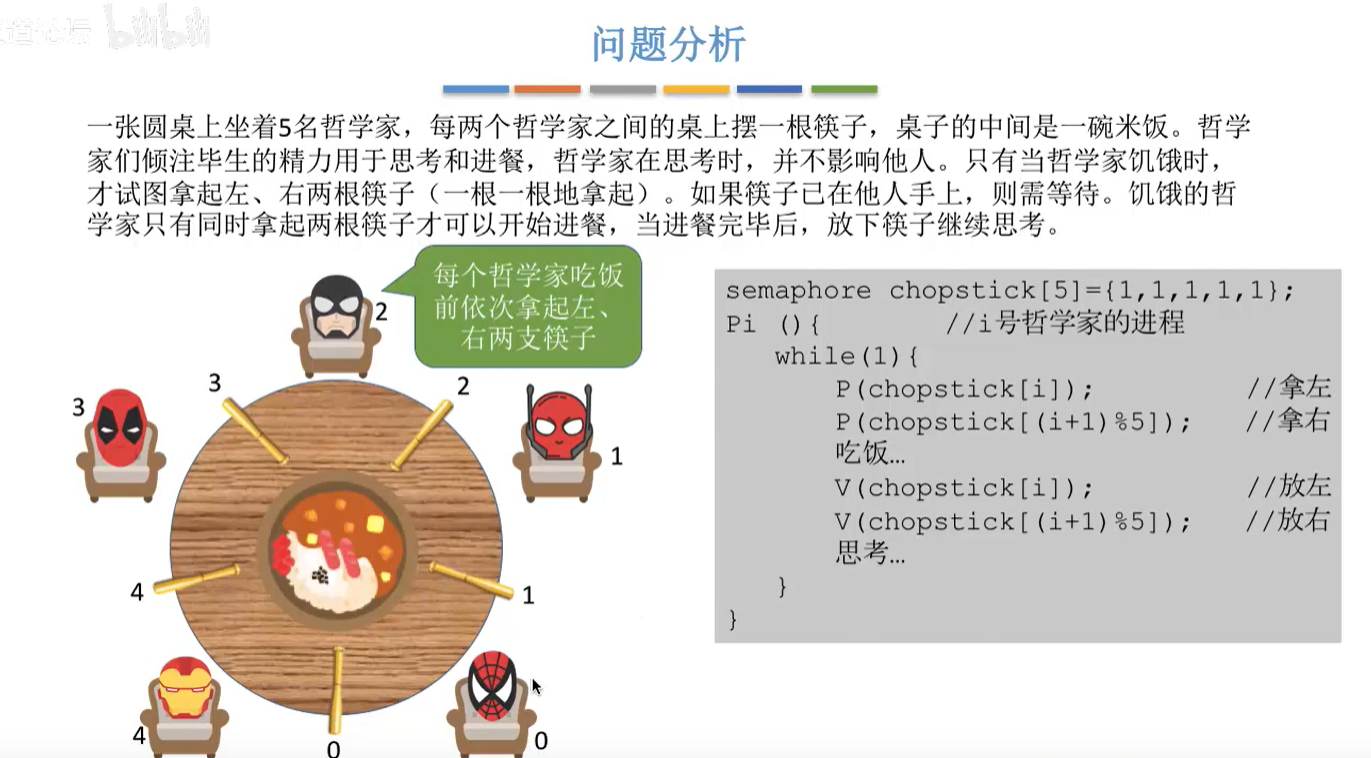 道论坛 bilibili
问题分析
一张圆桌上坐着5名哲学家，每两个哲学家之间的桌上摆一根筷子，桌子的中间是一碗米饭。哲学
家们倾注毕生的精力用于思考和进餐，哲学家在思考时，并不影响他人。只有当哲学家饥饿时，
才试图拿起左、右两根筷子（一根一根地拿起）。如果筷子已在他人手上，则需等待。饥饿的哲
学家只有同时拿起两根筷子才可以开始进餐，当进餐完毕后，放下筷子继续思考。
每个哲学家吃饭
前依次拿起左、
右两支筷子
2
3
2
3
1
4
1
4
0
0
semaphore chopstick[5]={1,1,1,1,1};
Pi (){ //i号哲学家的进程
while(1){
P(chopstick[i]); //拿左
P(chopstick[(i+1)%5]); //拿右
吃饭…
V(chopstick[i]); //放左
V(chopstick[(i+1)%5]); //放右
思考…
}
}